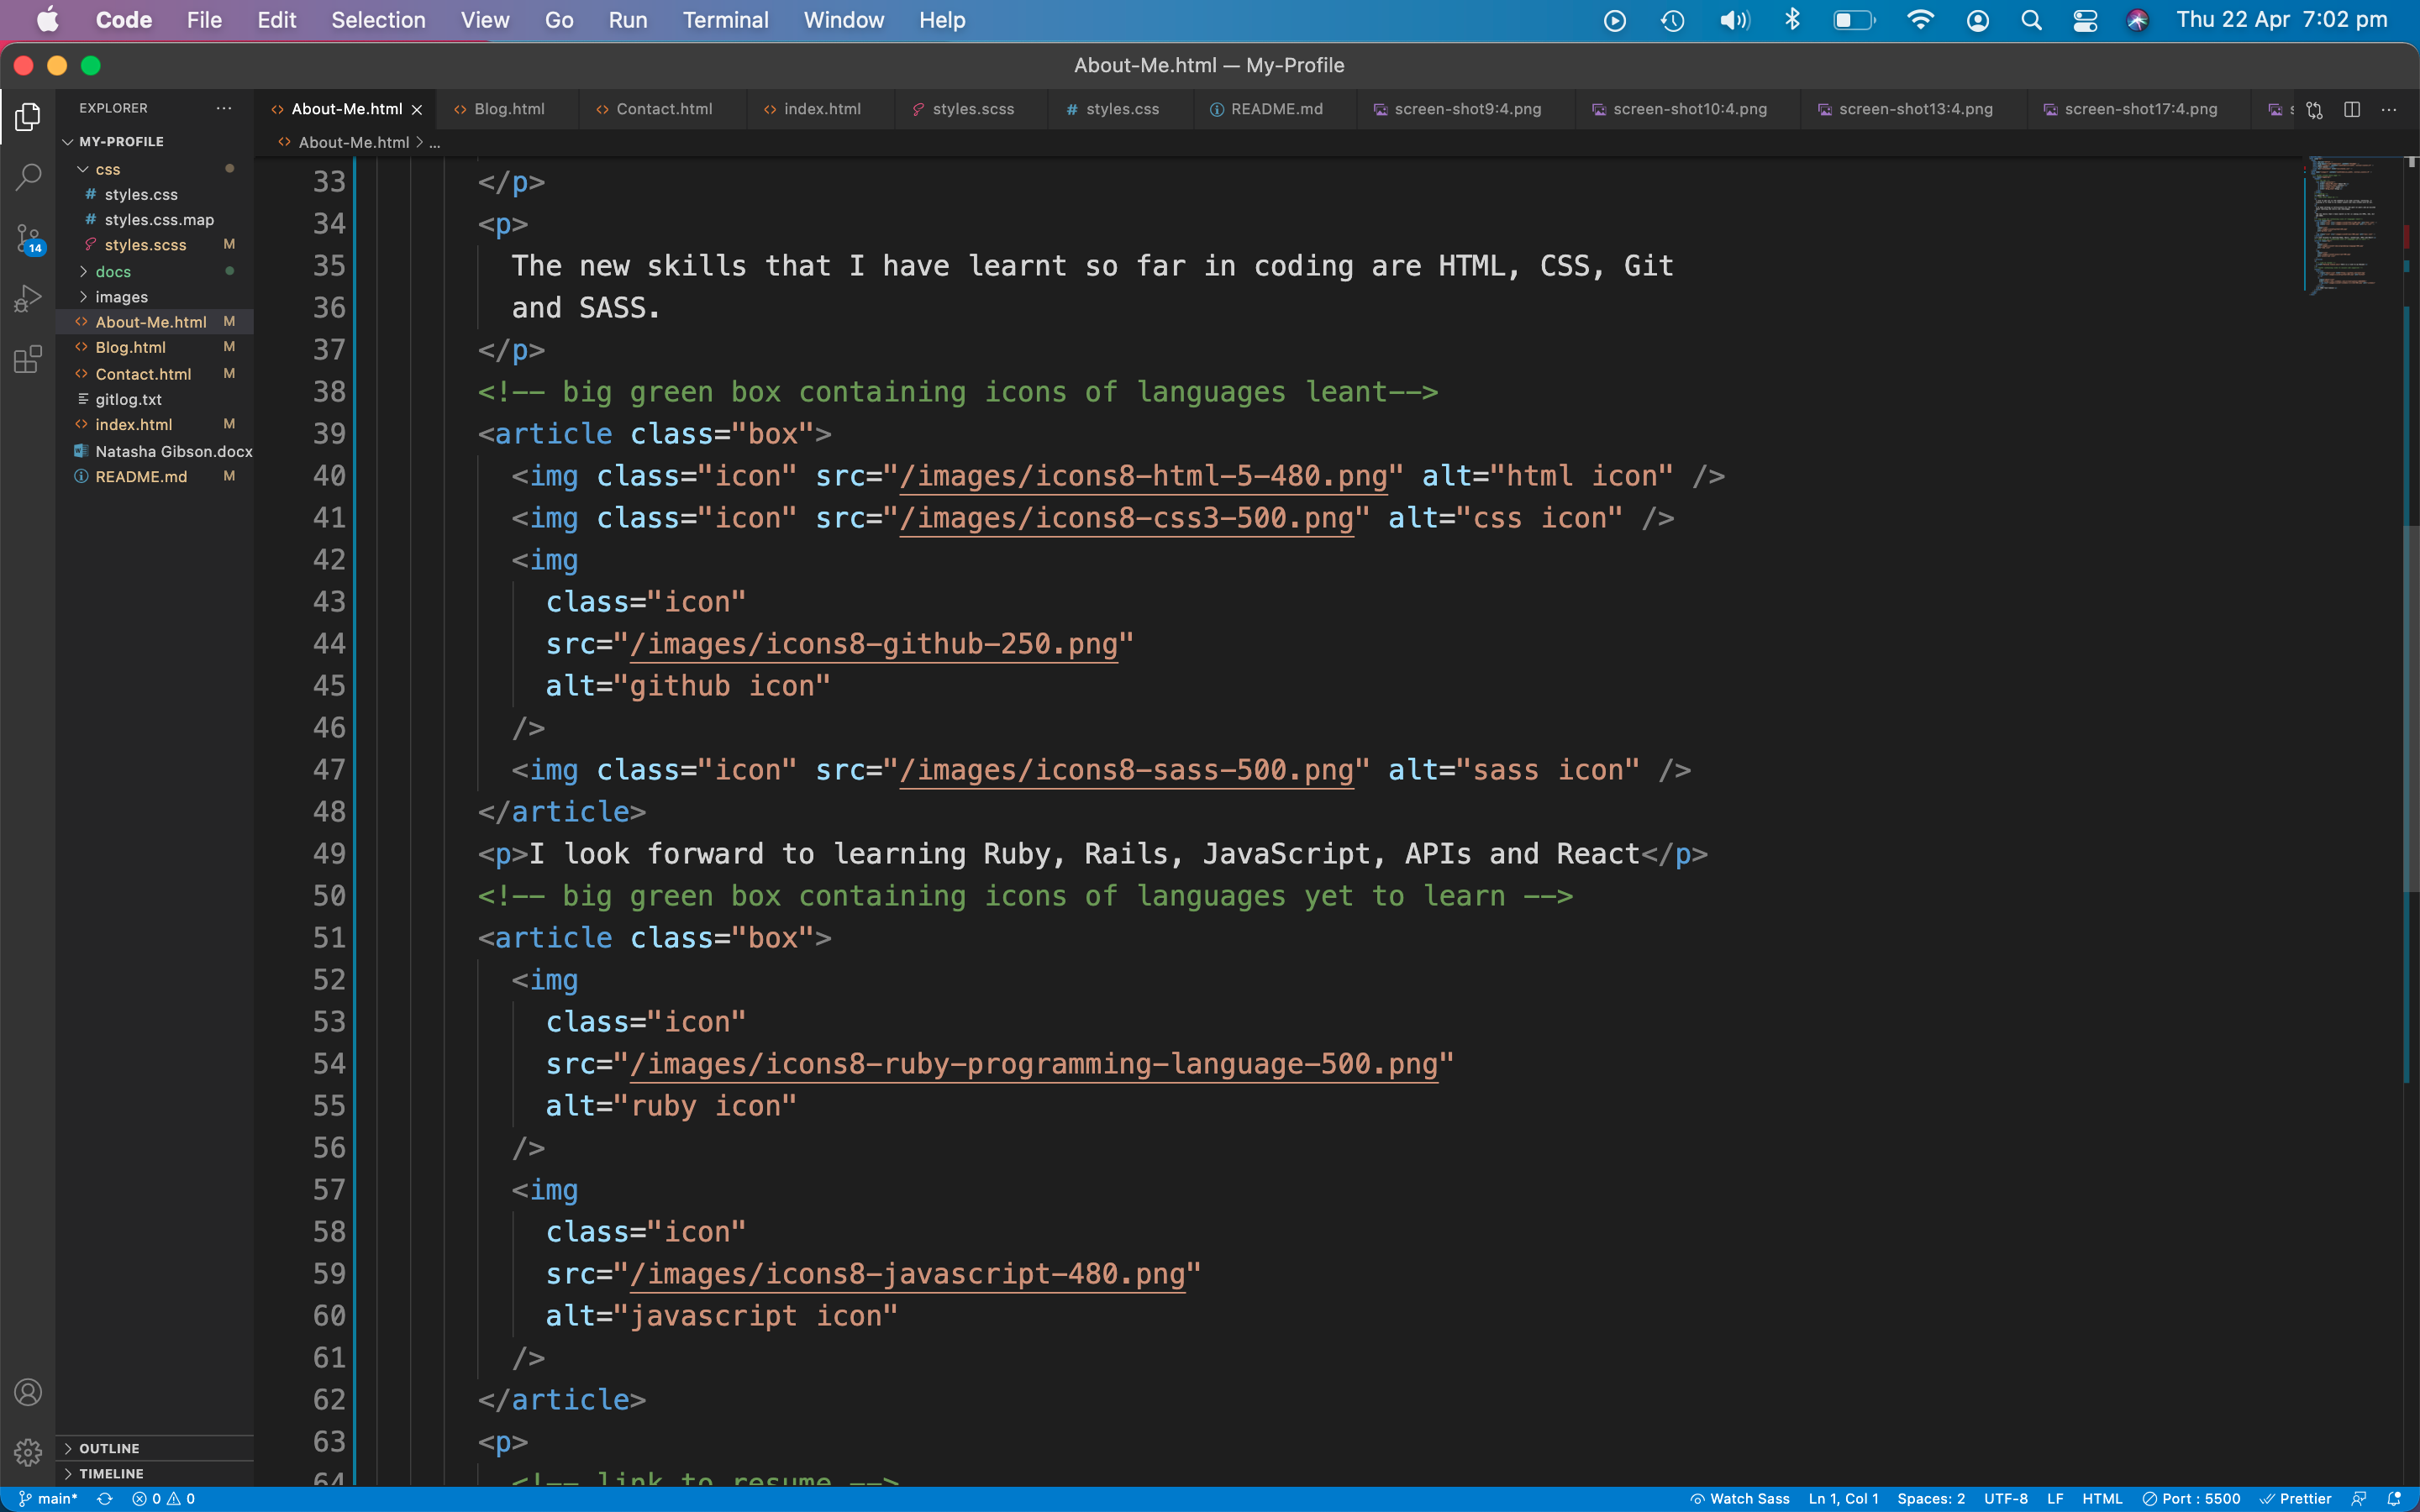 Code File Edit Selection View Go Run Terminal Window Help Thu 22 Apr 7:02 pm
About-Me.html — My-Profile
EXPLORER
About-Me.html Blog.html Contact.html index.html styles.scss # styles.css README.md screen-shot9:4.png screen-shot10:4.png screen-shot13:4.png screen-shot17:4.png s
MY-PROFILE
About-Me.html > ...
css
# styles.css
# styles.css.map
styles.scss M
docs
images
About-Me.html M
Blog.html M
Contact.html M
gitlog.txt
index.html M
Natasha Gibson.docx
README.md M
14
33 </p>
34 <p>
35 The new skills that I have learnt so far in coding are HTML, CSS, Git
36 and SASS.
37 </p>
38 <!-- big green box containing icons of languages leant-->
39 <article class="box">
40 <img class="icon" src="/images/icons8-html-5-480.png" alt="html icon" />
41 <img class="icon" src="/images/icons8-css3-500.png" alt="css icon" />
42 <img
43 class="icon"
44 src="/images/icons8-github-250.png"
45 alt="github icon"
46 />
47 <img class="icon" src="/images/icons8-sass-500.png" alt="sass icon" />
48 </article>
49 <p>I look forward to learning Ruby, Rails, JavaScript, APIs and React</p>
50 <!-- big green box containing icons of languages yet to learn -->
51 <article class="box">
52 <img
53 class="icon"
54 src="/images/icons8-ruby-programming-language-500.png"
55 alt="ruby icon"
56 />
57 <img
58 class="icon"
59 src="/images/icons8-javascript-480.png"
60 alt="javascript icon"
61 />
62 </article>
63 <p>
64 <!-- link to resume -->
OUTLINE
TIMELINE
main* 0 0 Watch Sass Ln 1, Col 1 Spaces: 2 UTF-8 LF HTML Port : 5500 Prettier